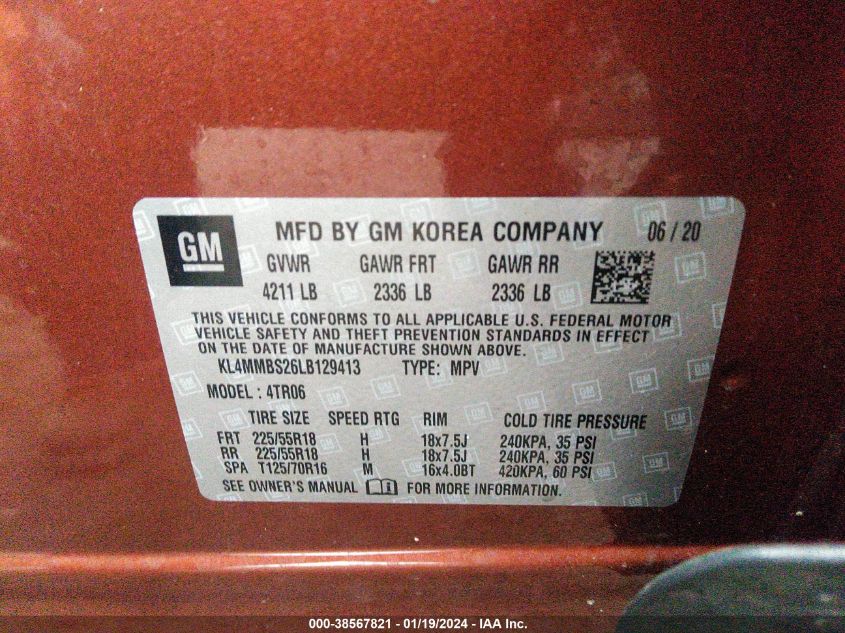 GM MFD BY GM KOREA COMPANY 06 / 20
GVWR GAWR FRT GAWR RR
4211 LB 2336 LB 2336 LB
THIS VEHICLE CONFORMS TO ALL APPLICABLE U.S. FEDERAL MOTOR
VEHICLE SAFETY AND THEFT PREVENTION STANDARDS IN EFFECT
ON THE DATE OF MANUFACTURE SHOWN ABOVE.
KL4MMBS26LB129413 TYPE: MPV
MODEL : 4TR06
TIRE SIZE SPEED RTG RIM COLD TIRE PRESSURE
FRT 225/55R18 H 18x7.5J 240KPA, 35 PSI
RR 225/55R18 H 18x7.5J 240KPA, 35 PSI
SPA T125/70R16 M 16x4.0BT 420KPA, 60 PSI
SEE OWNER'S MANUAL FOR MORE INFORMATION.
000-38567821 - 01/19/2024 - IAA Inc.